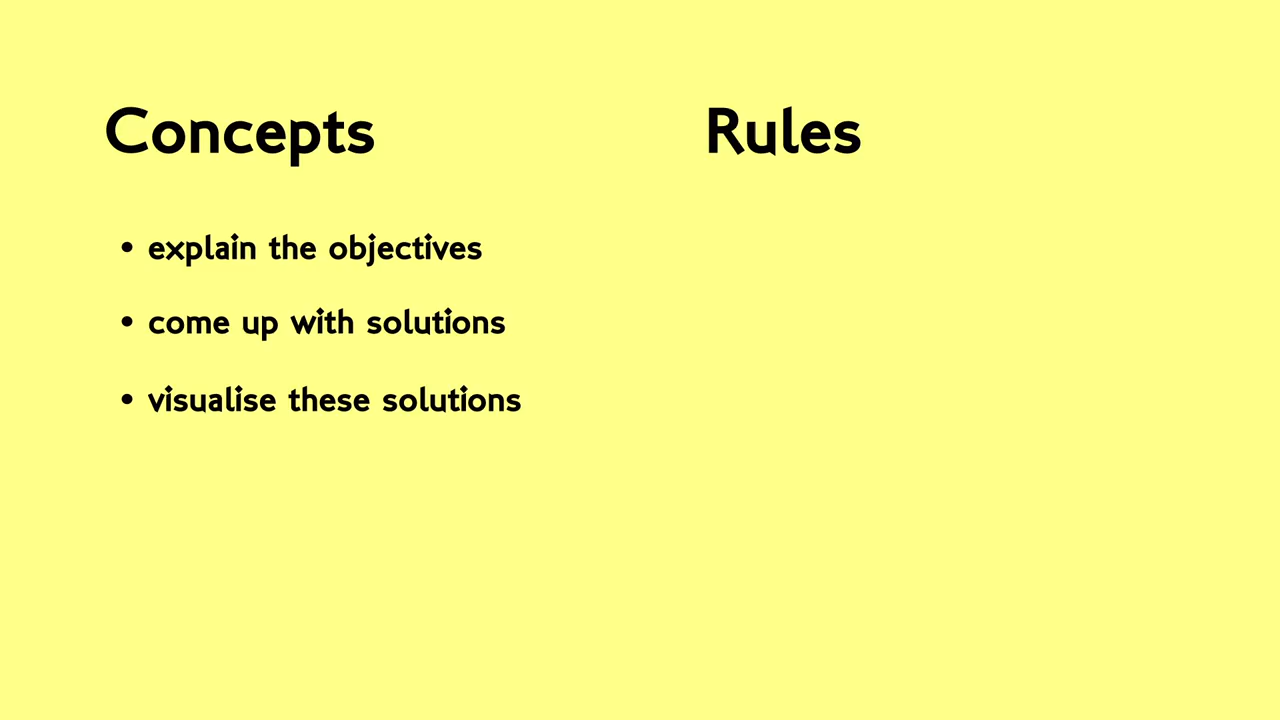 Concepts
• explain the objectives
• come up with solutions
• visualise these solutions
Rules